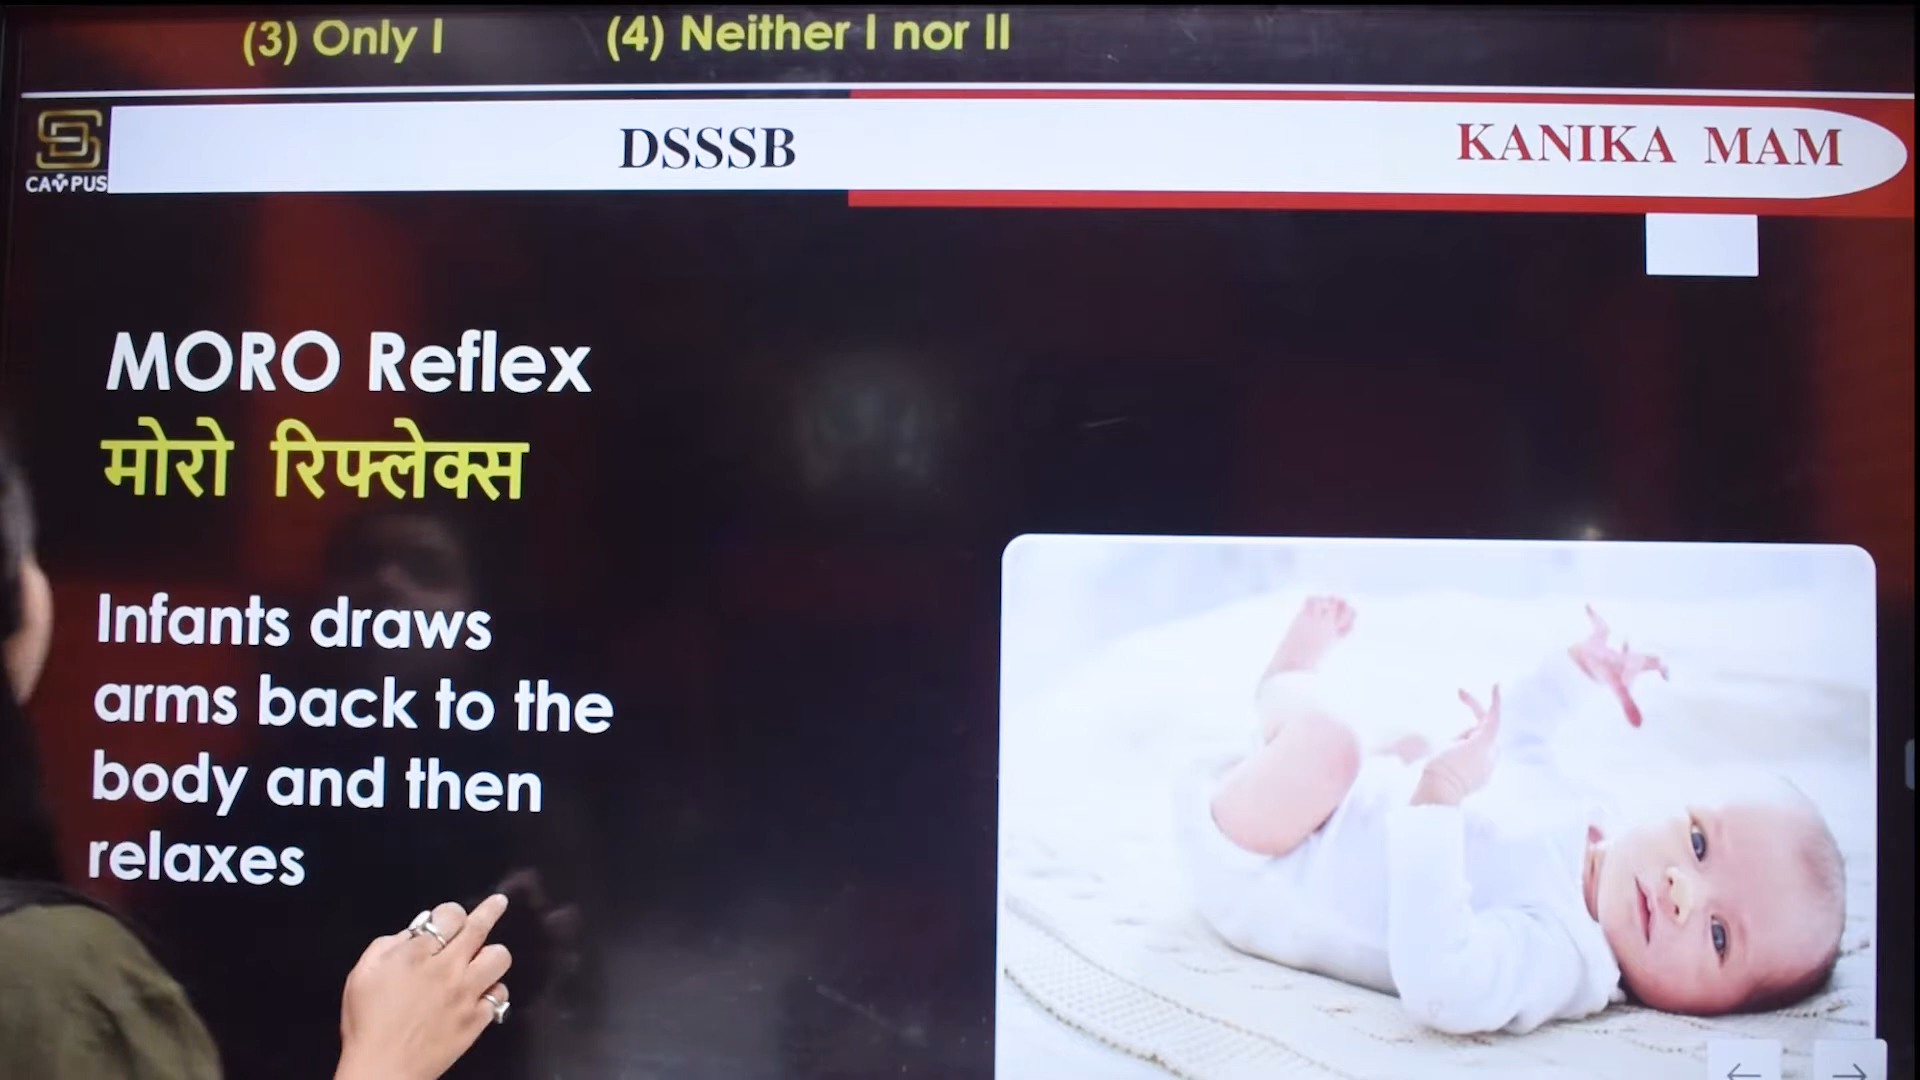 (3) Only I (4) Neither I nor II
CAMPUS
DSSSB
KANIKA MAM
MORO Reflex
मोरो रिफ्लेक्स
Infants draws
arms back to the
body and then
relaxes